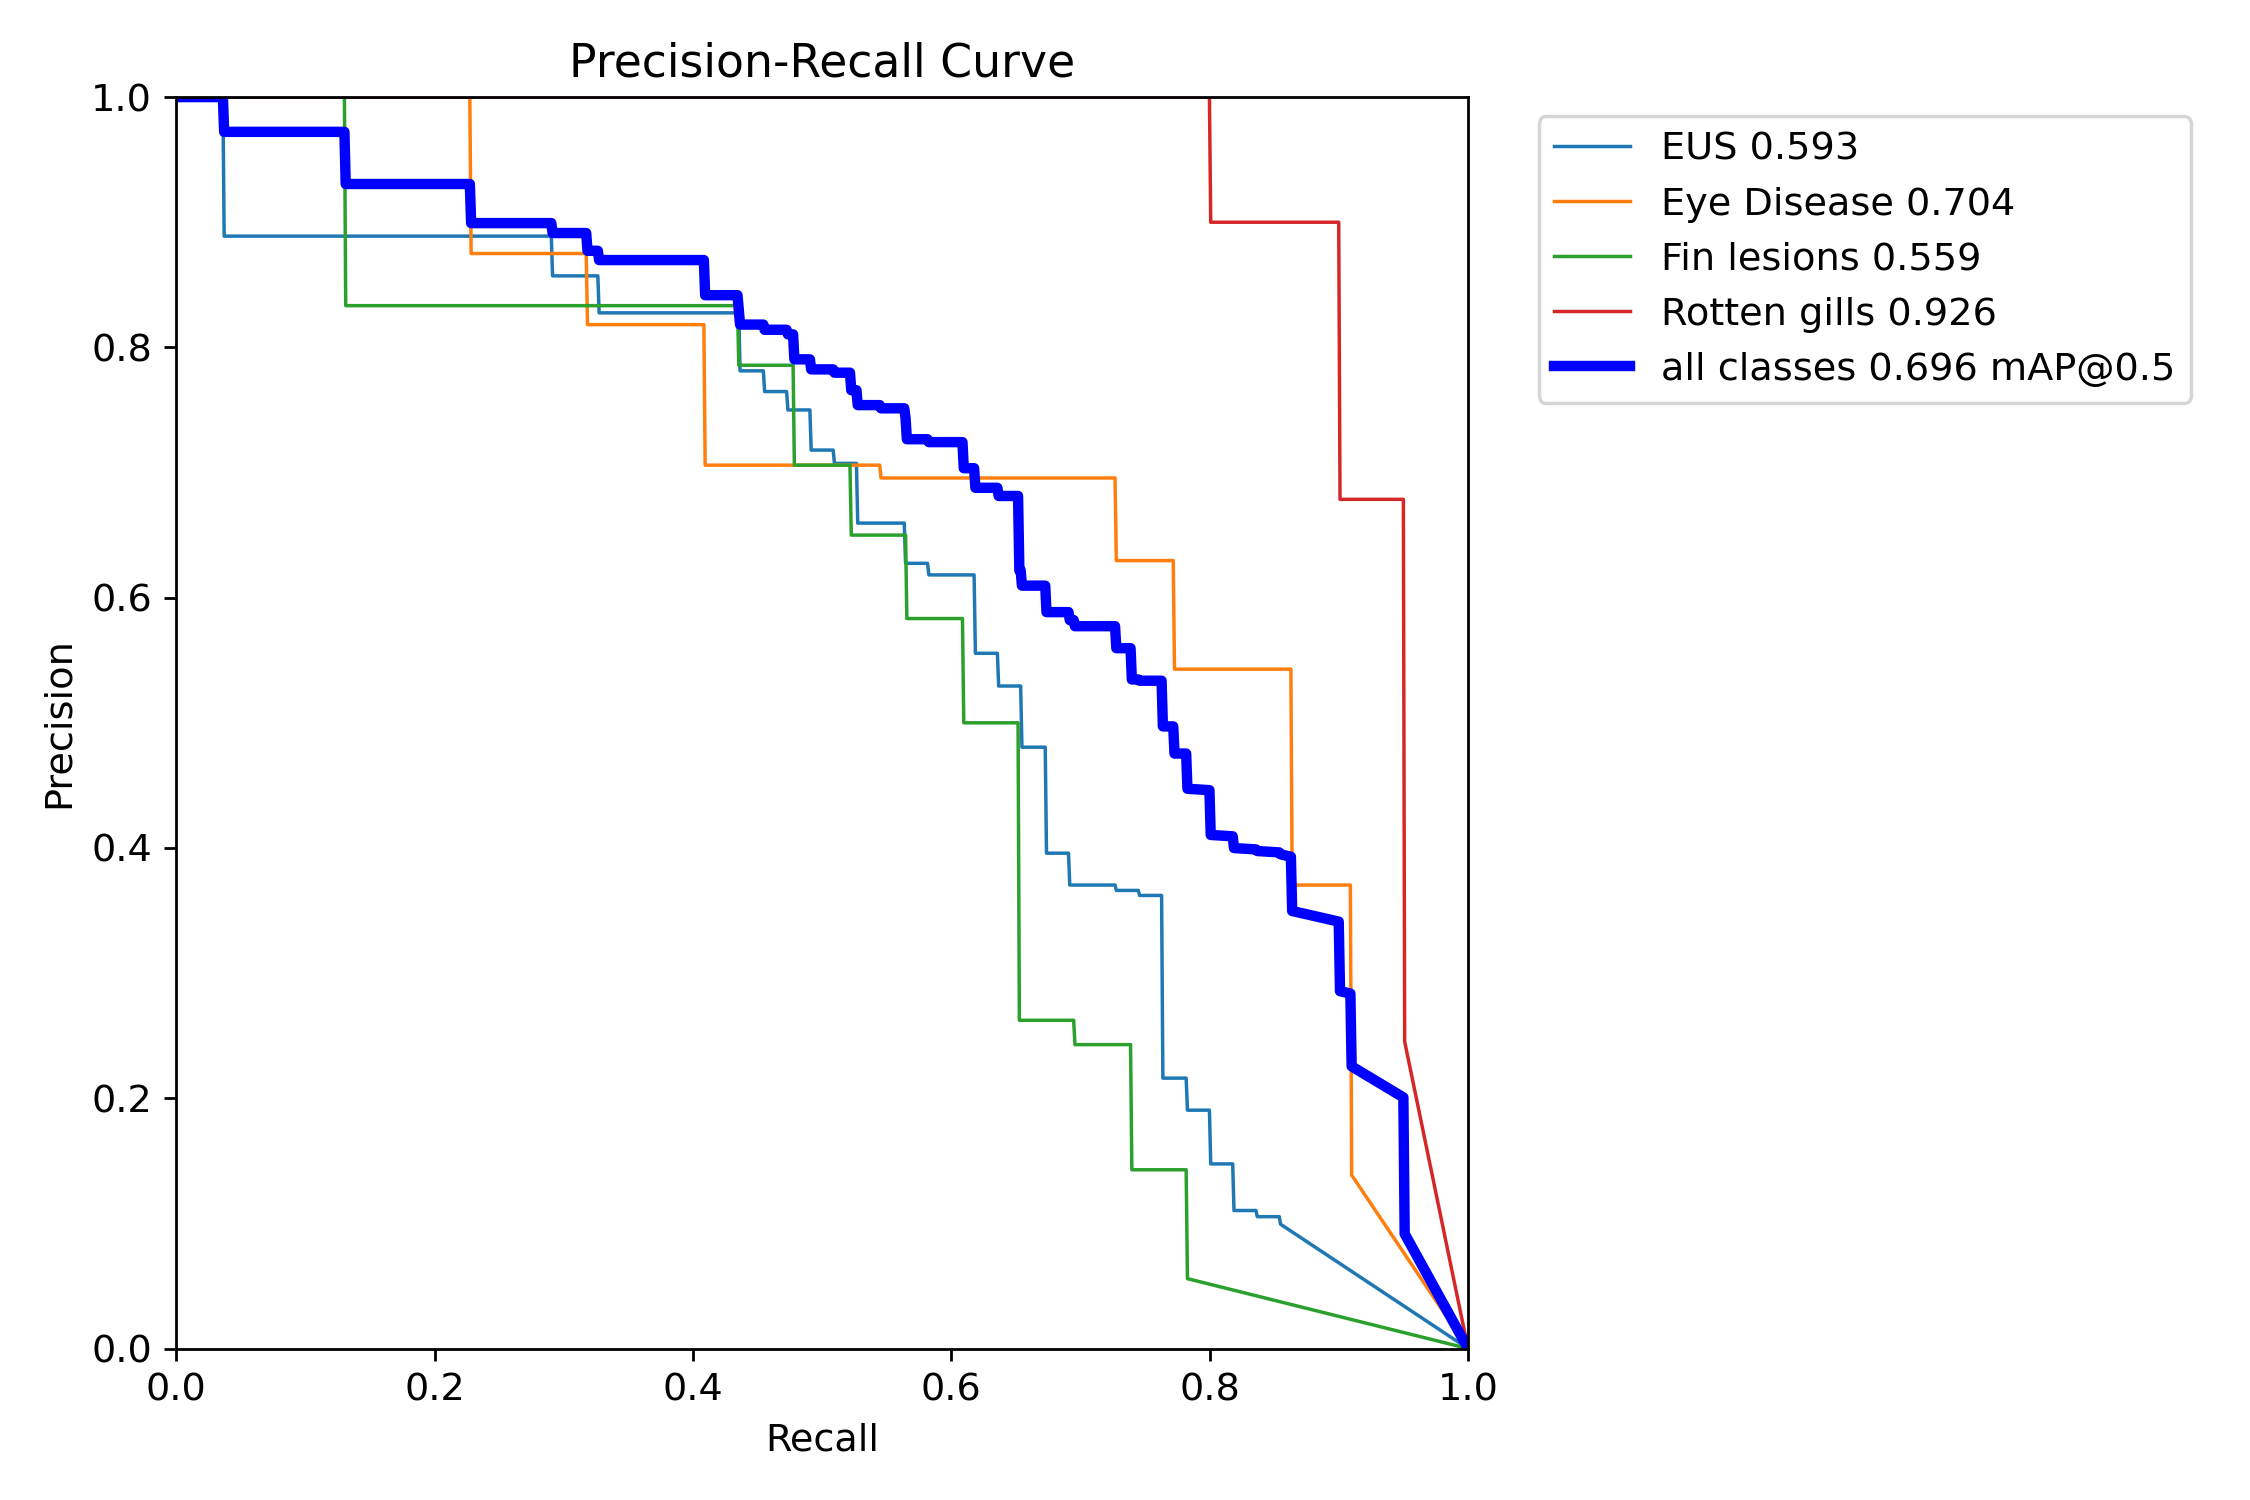 Precision-Recall Curve
1.0
0.8
0.6
0.4
0.2
0.0
Precision
0.0 0.2 0.4 0.6 0.8 1.0
Recall
EUS 0.593
Eye Disease 0.704
Fin lesions 0.559
Rotten gills 0.926
all classes 0.696 mAP@0.5